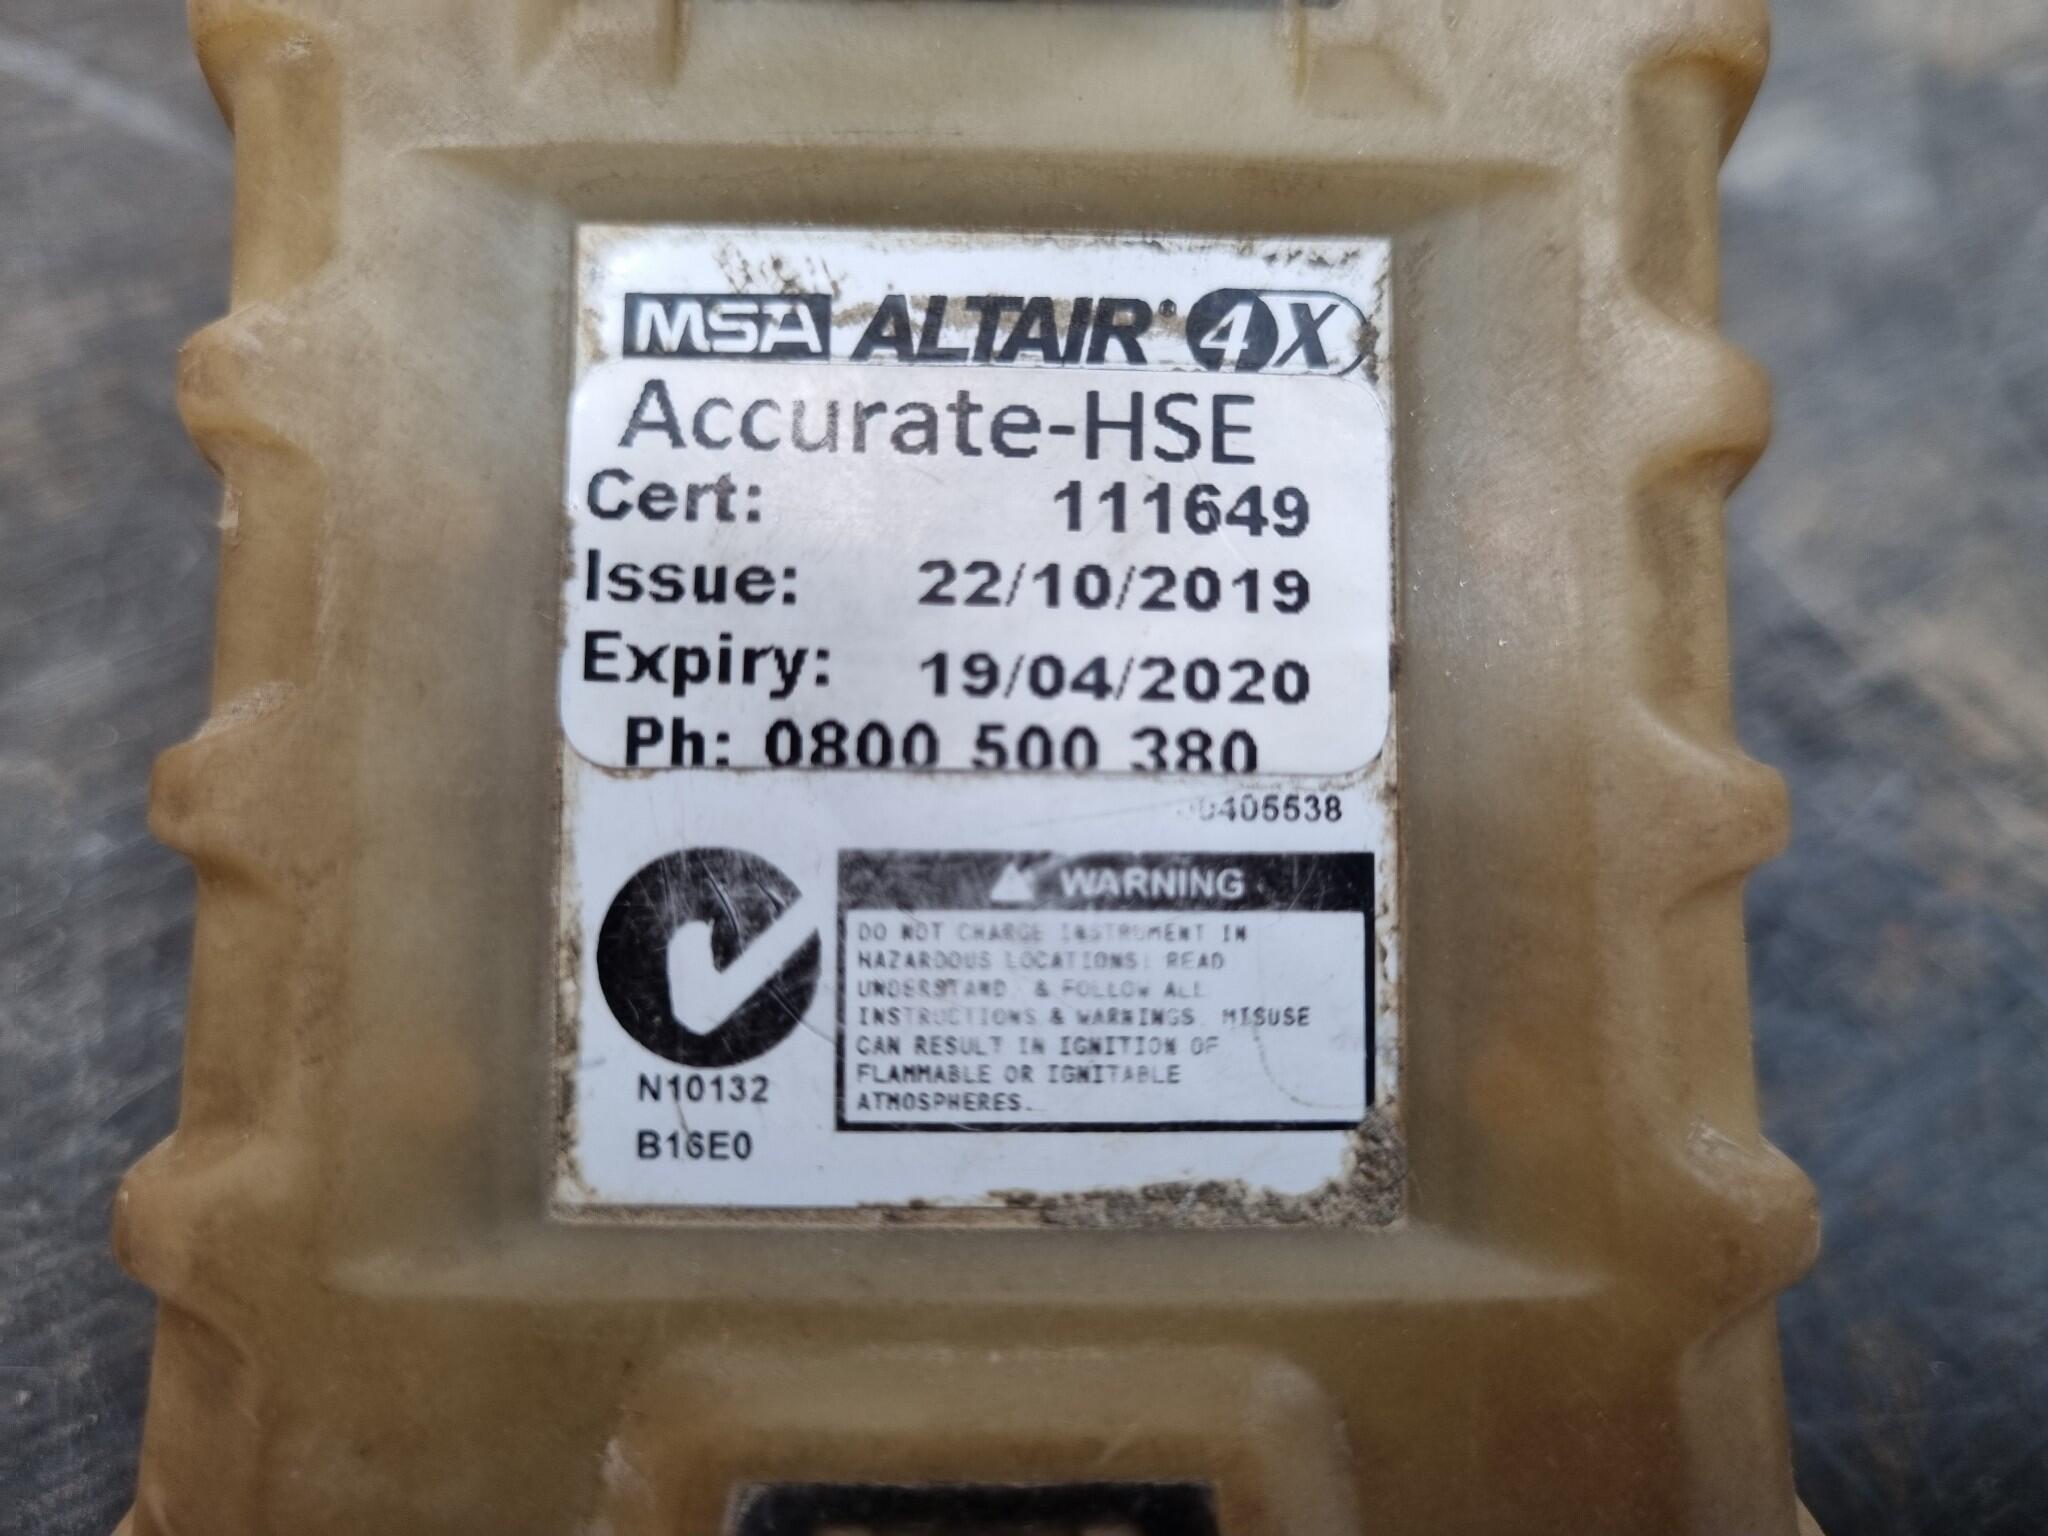 MSA ALTAIR® 4X
Accurate-HSE
Cert: 111649
Issue: 22/10/2019
Expiry: 19/04/2020
Ph: 0800 500 380
0405538
WARNING
DO NOT CHARGE INSTRUMENT IN
HAZARDOUS LOCATIONS! READ
UNDERSTAND & FOLLOW ALL
INSTRUCTIONS & WARNINGS MISUSE
CAN RESULT IN IGNITION OF
FLAMMABLE OR IGNITABLE
ATMOSPHERES.
N10132
B16E0